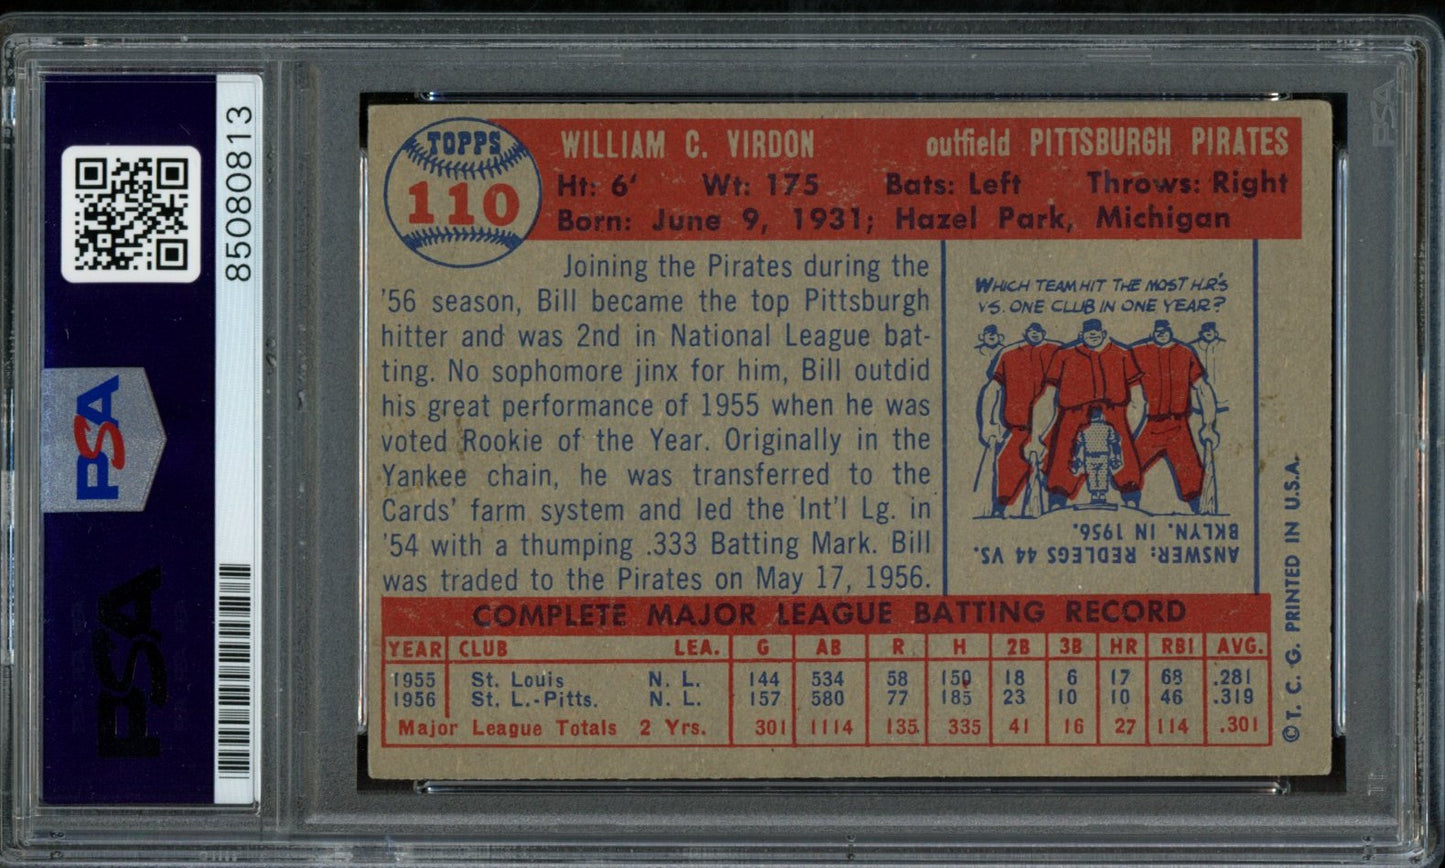 85080813
PSA
PSA
TOPPS
110
WILLIAM C. VIRDON outfield PITTSBURGH PIRATES
Ht: 6' Wt: 175 Bats: Left Throws: Right
Born: June 9, 1931; Hazel Park, Michigan
Joining the Pirates during the
'56 season, Bill became the top Pittsburgh
hitter and was 2nd in National League bat-
ting. No sophomore jinx for him, Bill outdid
his great performance of 1955 when he was
voted Rookie of the Year. Originally in the
Yankee chain, he was transferred to the
Cards' farm system and led the Int'l Lg. in
'54 with a thumping .333 Batting Mark. Bill
was traded to the Pirates on May 17, 1956.
WHICH TEAM HIT THE MOST H.R'S
VS. ONE CLUB IN ONE YEAR?
ANSWER: REDLEGS 44 VS.
BKLYN. IN 1956.
COMPLETE MAJOR LEAGUE BATTING RECORD
YEAR CLUB LEA. G AB R H 2B 3B HR RBI AVG.
1955 St. Louis N. L. 144 534 58 150 18 6 17 68 .281
1956 St. L.-Pitts. N. L. 157 580 77 185 23 10 10 46 .319
Major League Totals 2 Yrs. 301 1114 135 335 41 16 27 114 .301
©T. C. G. PRINTED IN U.S.A.
PSA